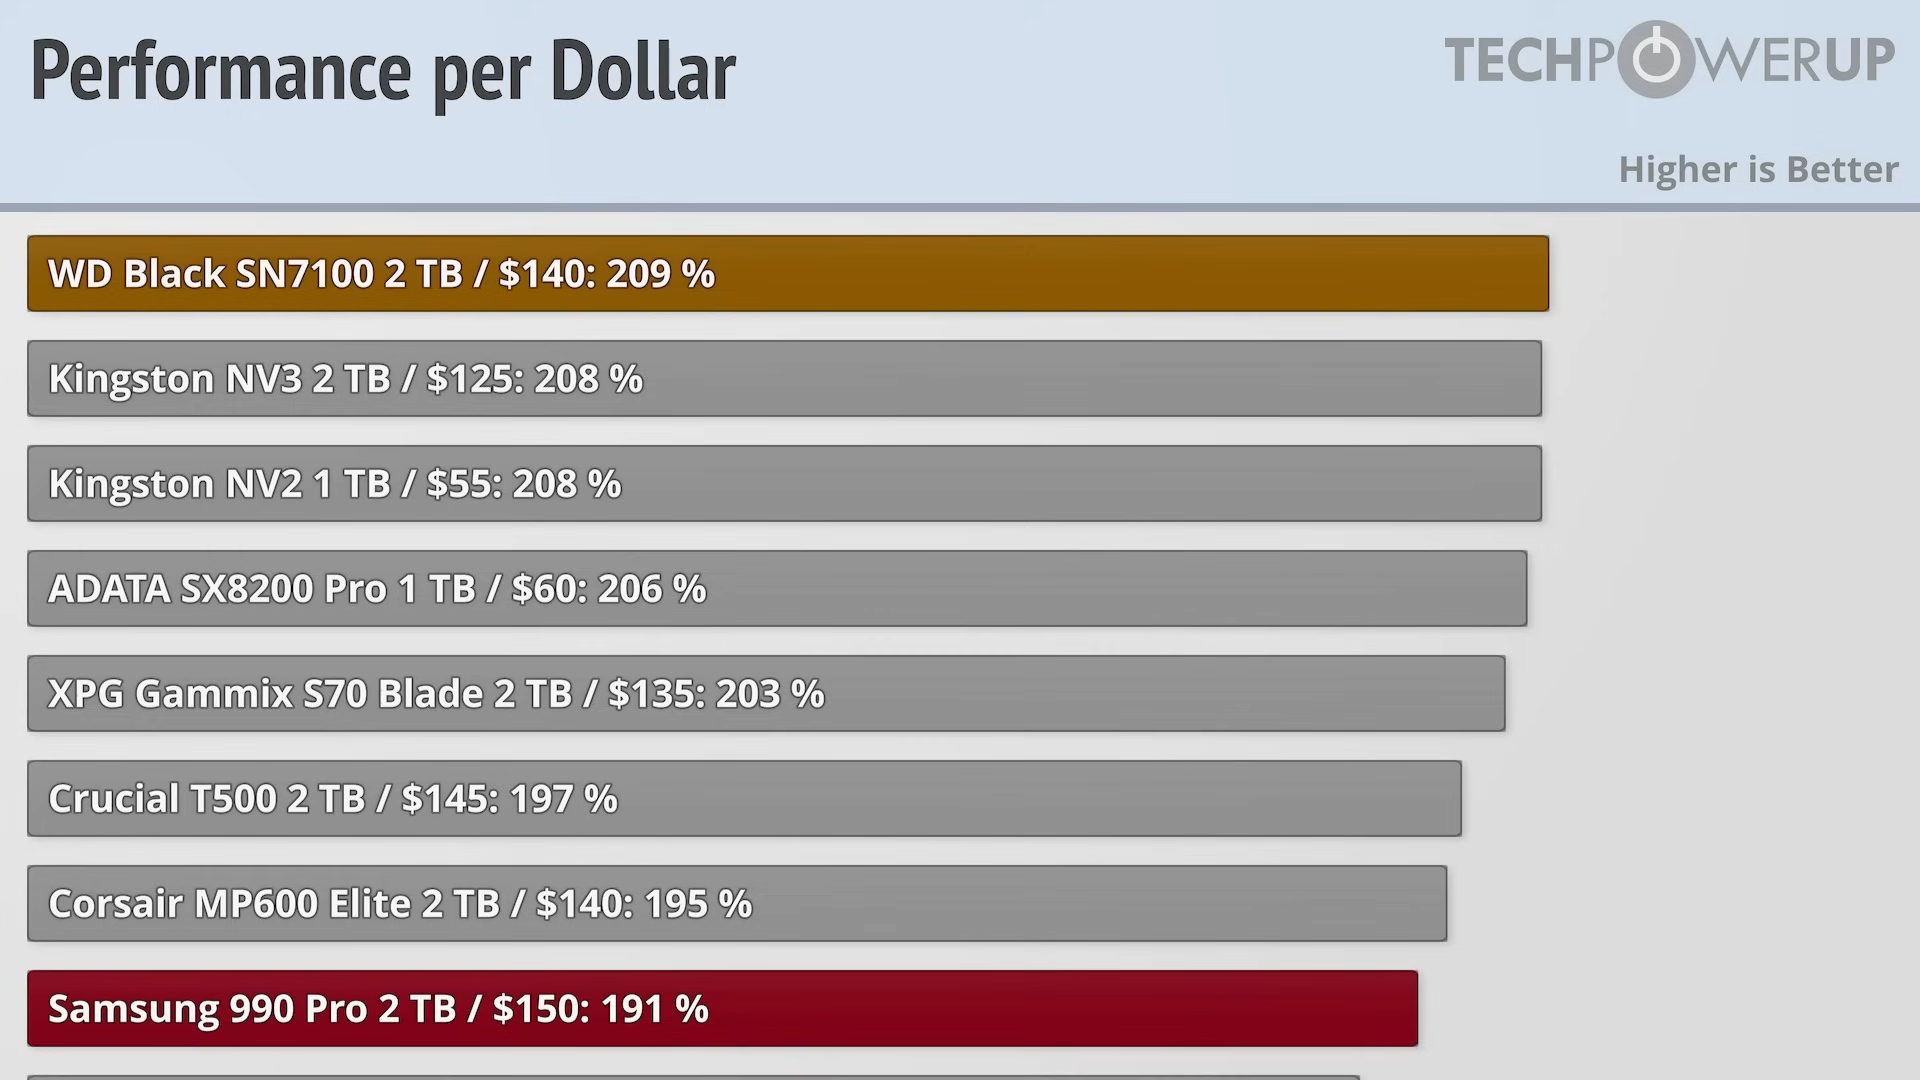 Performance per Dollar
TECHPOWERUP
Higher is Better
WD Black SN7100 2 TB / $140: 209 %
Kingston NV3 2 TB / $125: 208 %
Kingston NV2 1 TB / $55: 208 %
ADATA SX8200 Pro 1 TB / $60: 206 %
XPG Gammix S70 Blade 2 TB / $135: 203 %
Crucial T500 2 TB / $145: 197 %
Corsair MP600 Elite 2 TB / $140: 195 %
Samsung 990 Pro 2 TB / $150: 191 %